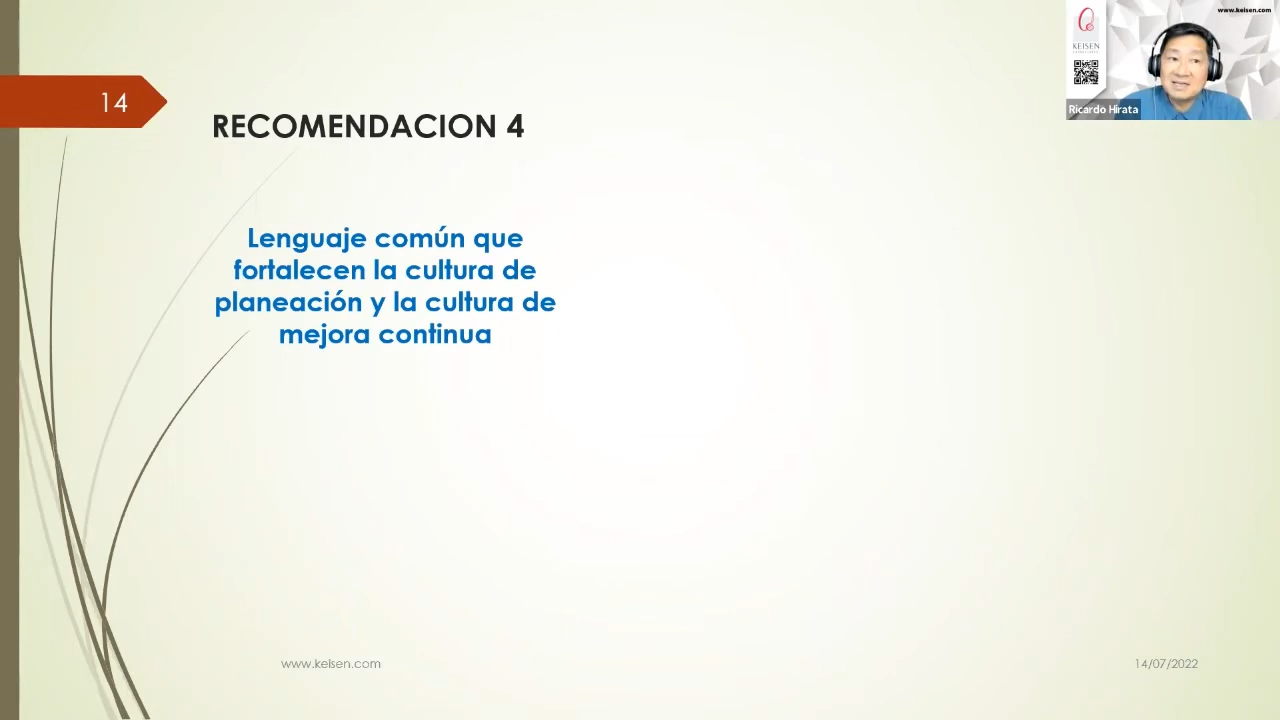 www.keisen.com
KEISEN
Ricardo Hirata
14
RECOMENDACION 4
Lenguaje común que
fortalecen la cultura de
planeación y la cultura de
mejora continua
www.keisen.com
14/07/2022